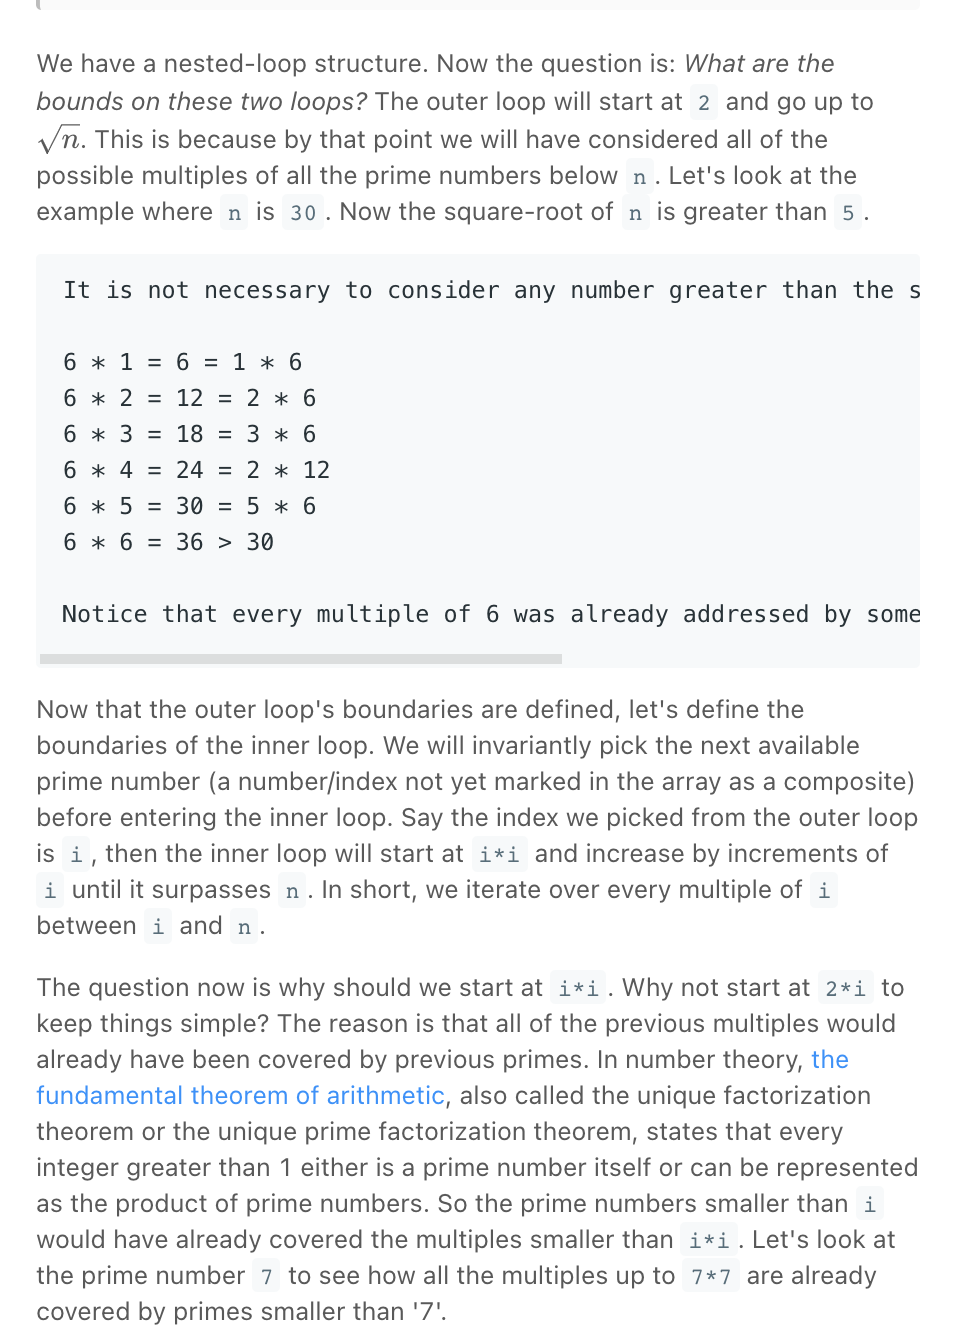 We have a nested-loop structure. Now the question is: What are the
bounds on these two loops? The outer loop will start at 2 and go up to
√n. This is because by that point we will have considered all of the
possible multiples of all the prime numbers below n. Let's look at the
example where n is 30. Now the square-root of n is greater than 5.
It is not necessary to consider any number greater than the s
6 * 1 = 6 = 1 * 6
6 * 2 = 12 = 2 * 6
6 * 3 = 18 = 3 * 6
6 * 4 = 24 = 2 * 12
6 * 5 = 30 = 5 * 6
6 * 6 = 36 > 30
Notice that every multiple of 6 was already addressed by some
Now that the outer loop's boundaries are defined, let's define the
boundaries of the inner loop. We will invariantly pick the next available
prime number (a number/index not yet marked in the array as a composite)
before entering the inner loop. Say the index we picked from the outer loop
is i, then the inner loop will start at i*i and increase by increments of
i until it surpasses n. In short, we iterate over every multiple of i
between i and n.
The question now is why should we start at i*i. Why not start at 2*i to
keep things simple? The reason is that all of the previous multiples would
already have been covered by previous primes. In number theory, the
fundamental theorem of arithmetic, also called the unique factorization
theorem or the unique prime factorization theorem, states that every
integer greater than 1 either is a prime number itself or can be represented
as the product of prime numbers. So the prime numbers smaller than i
would have already covered the multiples smaller than i*i. Let's look at
the prime number 7 to see how all the multiples up to 7*7 are already
covered by primes smaller than '7'.